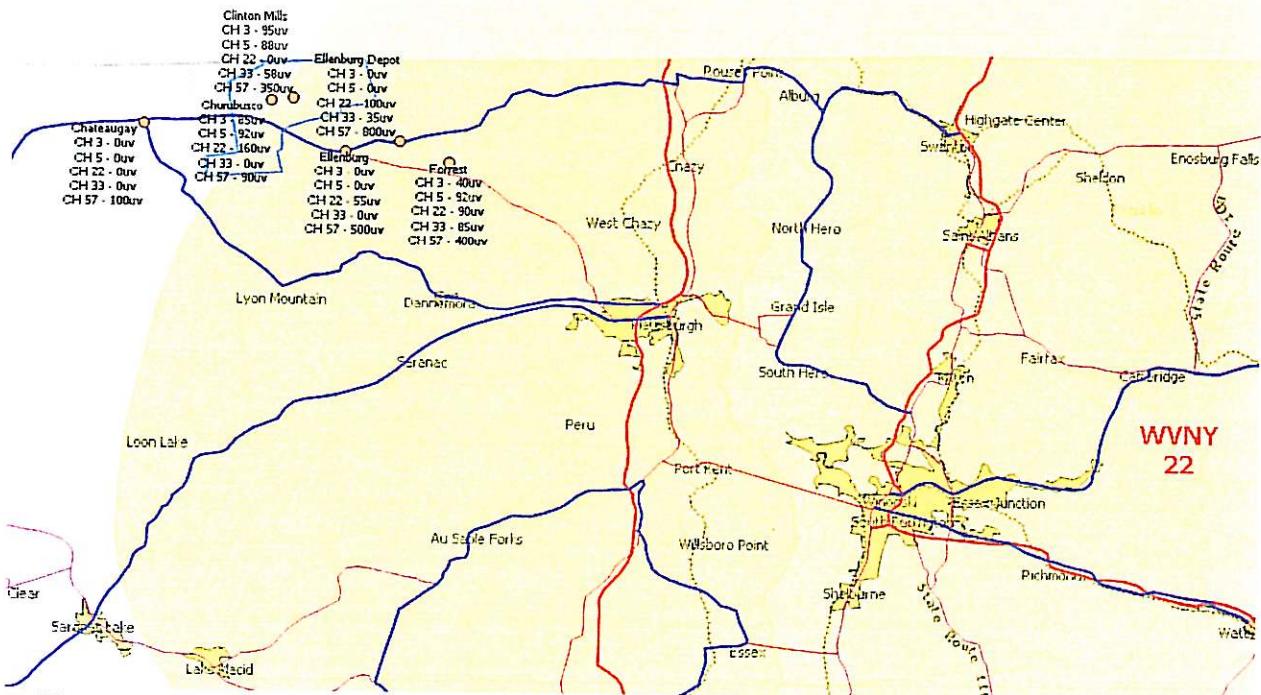 Clinton Mills
CH 3 - 95uv
CH 5 - 88uv
CH 22 - 0uv
CH 33 - 58uv
CH 57 - 350uv
Ellenburg Depot
CH 3 - 0uv
CH 5 - 0uv
CH 22 - 100uv
CH 33 - 35uv
CH 57 - 800uv
Churubusco
CH 3 - 85uv
CH 5 - 92uv
CH 22 - 160uv
CH 33 - 0uv
CH 57 - 90uv
Chateaugay
CH 3 - 0uv
CH 5 - 0uv
CH 22 - 0uv
CH 33 - 0uv
CH 57 - 100uv
Ellenburg
CH 3 - 0uv
CH 5 - 0uv
CH 22 - 55uv
CH 33 - 0uv
CH 57 - 500uv
Forrest
CH 3 - 40uv
CH 5 - 92uv
CH 22 - 90uv
CH 33 - 85uv
CH 57 - 400uv
Rouses Point
Alburg
Highgate Center
Swanton
Enosburg Falls
Sheldon
Chazy
West Chazy
North Hero
Saint Albans
State Route
Lyon Mountain
Dannemora
Grand Isle
Plattsburgh
Saranac
South Hero
Fairfax
Cambridge
Milton
Peru
Loon Lake
WVNY
22
Port Kent
Winooski
Essex Junction
South Burlington
Au Sable Forks
Willsboro Point
Richmond
Clear
Shelburne
State Route
Saranac Lake
Lake Placid
Essex